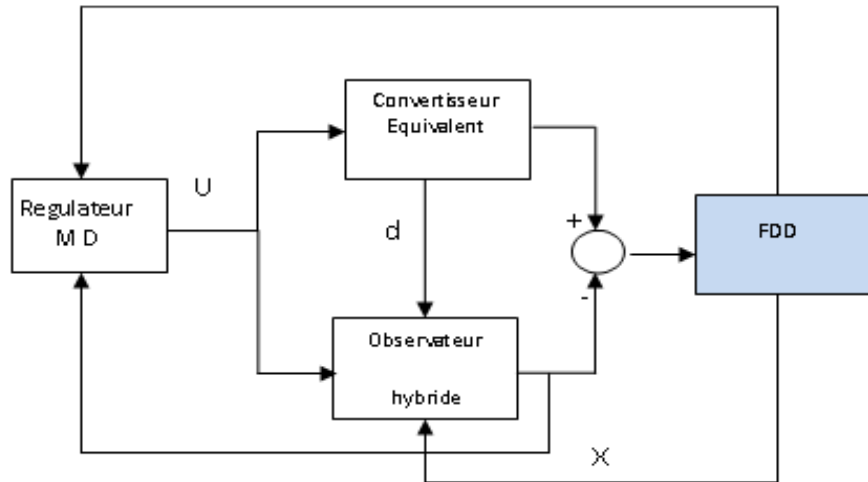 Convertisseur
Equivalent
U
Regulateur
M D
d
+
FDD
-
Observateur
hybride
X